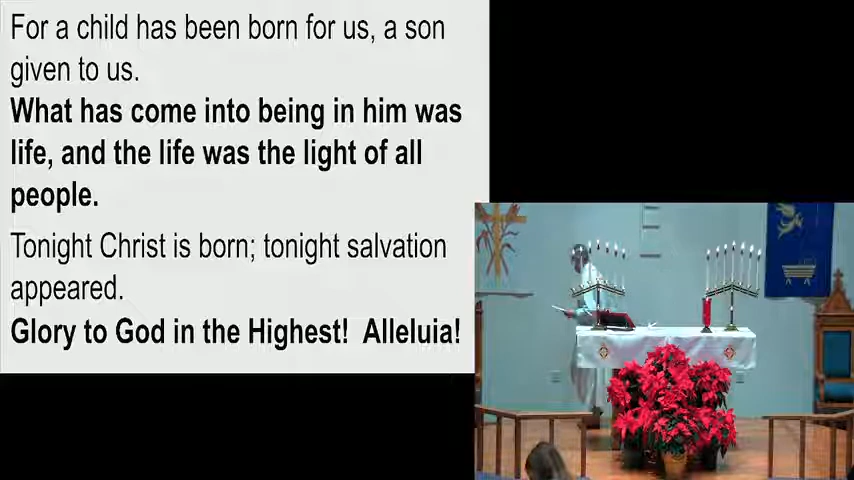 For a child has been born for us, a son
given to us.
What has come into being in him was
life, and the life was the light of all
people.
Tonight Christ is born; tonight salvation
appeared.
Glory to God in the Highest!  Alleluia!